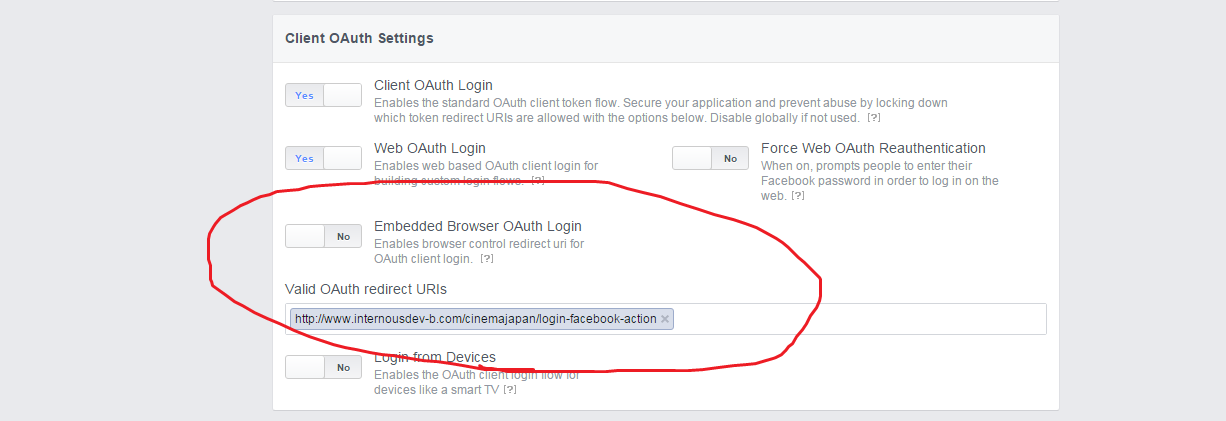 Client OAuth Settings
Yes
Client OAuth Login
Enables the standard OAuth client token flow. Secure your application and prevent abuse by locking down
which token redirect URIs are allowed with the options below. Disable globally if not used. [?]
Yes
Web OAuth Login
Enables web based OAuth client login for
building custom login flows. [?]
No
Force Web OAuth Reauthentication
When on, prompts people to enter their
Facebook password in order to log in on the
web. [?]
No
Embedded Browser OAuth Login
Enables browser control redirect uri for
OAuth client login. [?]
Valid OAuth redirect URIs
http://www.internousdev-b.com/cinemajapan/login-facebook-action ×
No
Login from Devices
Enables the OAuth client login flow for
devices like a smart TV [?]